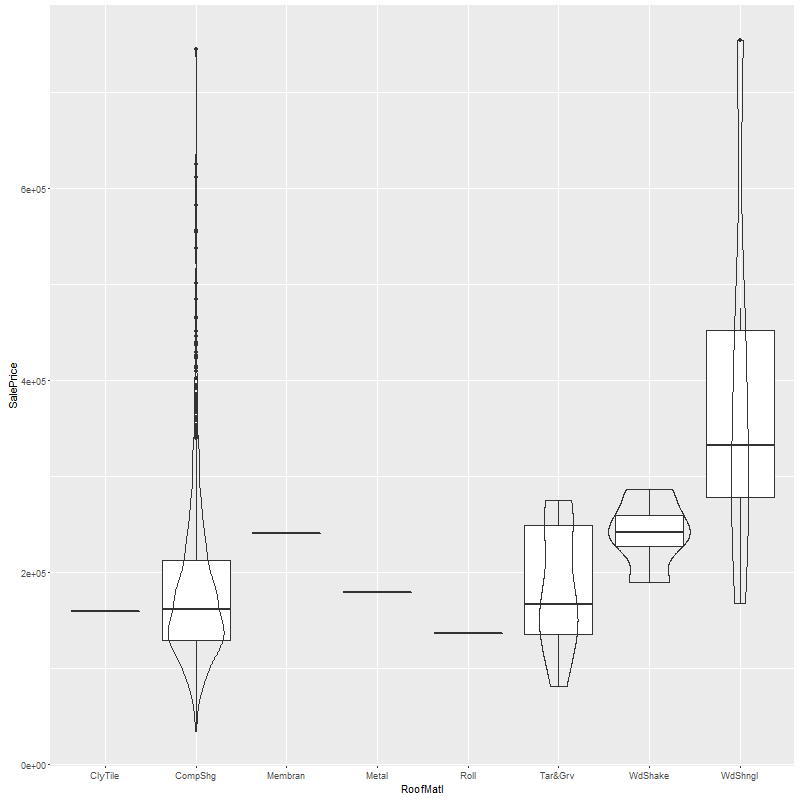 SalePrice
6e+05
4e+05
2e+05
0e+00
ClyTile CompShg Membran Metal Roll Tar&Grv WdShake WdShngl
RoofMatl